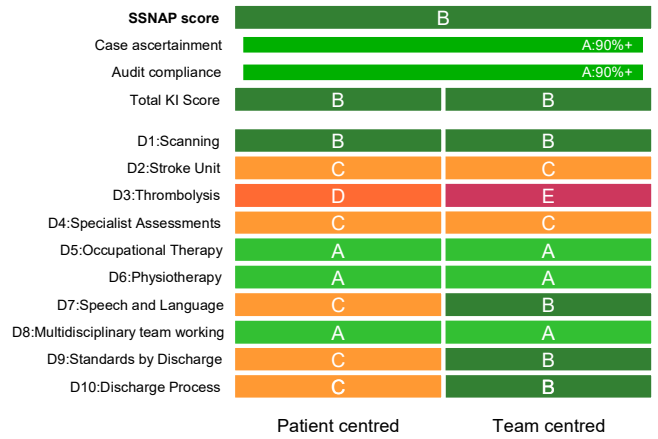 SSNAP score B
Case ascertainment A:90%+
Audit compliance A:90%+
Total KI Score B B
D1:Scanning B B
D2:Stroke Unit C C
D3:Thrombolysis D E
D4:Specialist Assessments C C
D5:Occupational Therapy A A
D6:Physiotherapy A A
D7:Speech and Language C B
D8:Multidisciplinary team working A A
D9:Standards by Discharge C B
D10:Discharge Process C B
Patient centred Team centred